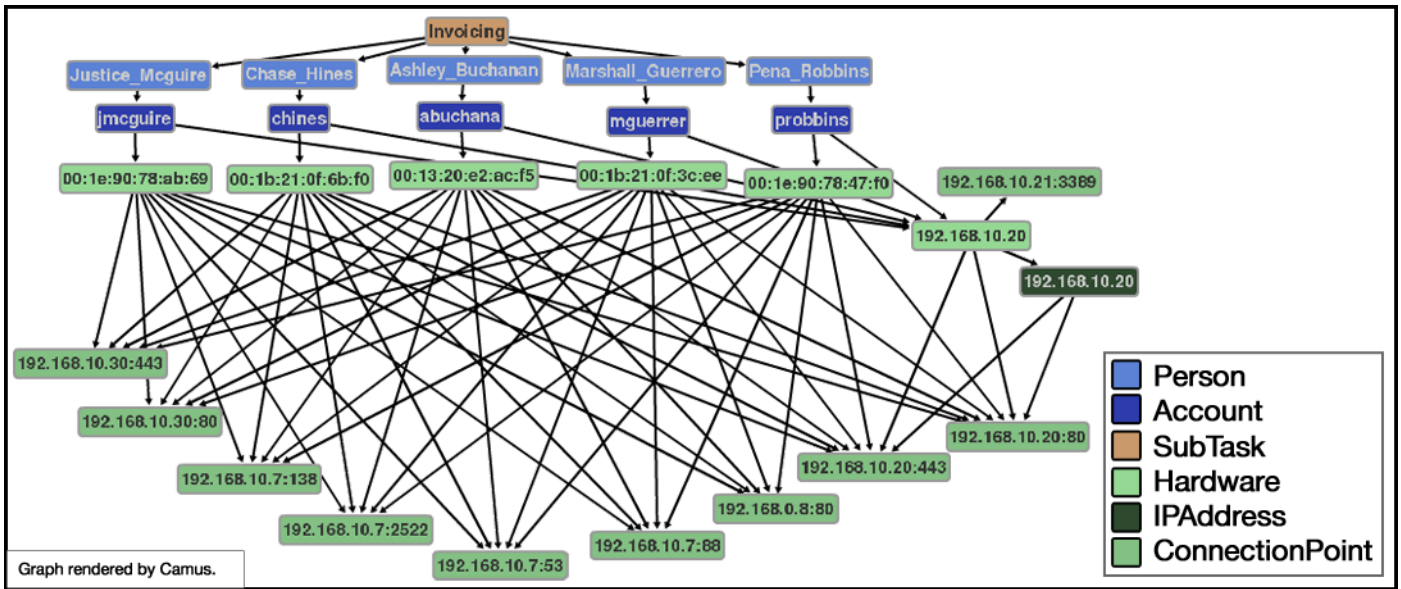 Invoicing
Justice_Mcguire
Chase_Hines
Ashley_Buchanan
Marshall_Guerrero
Pena_Robbins
jmcguire
chines
abuchana
mguerrer
probbins
00:1e:90:78:ab:69
00:1b:21:0f:6b:f0
00:13:20:e2:ac:f5
00:1b:21:0f:3c:ee
00:1e:90:78:47:f0
192.168.10.21:3389
192.168.10.20
192.168.10.20
192.168.10.30:443
192.168.10.30:80
192.168.10.7:138
192.168.10.7:2522
192.168.10.7:53
192.168.10.7:88
192.168.0.8:80
192.168.10.20:443
192.168.10.20:80
Person
Account
SubTask
Hardware
IPAddress
ConnectionPoint
Graph rendered by Camus.